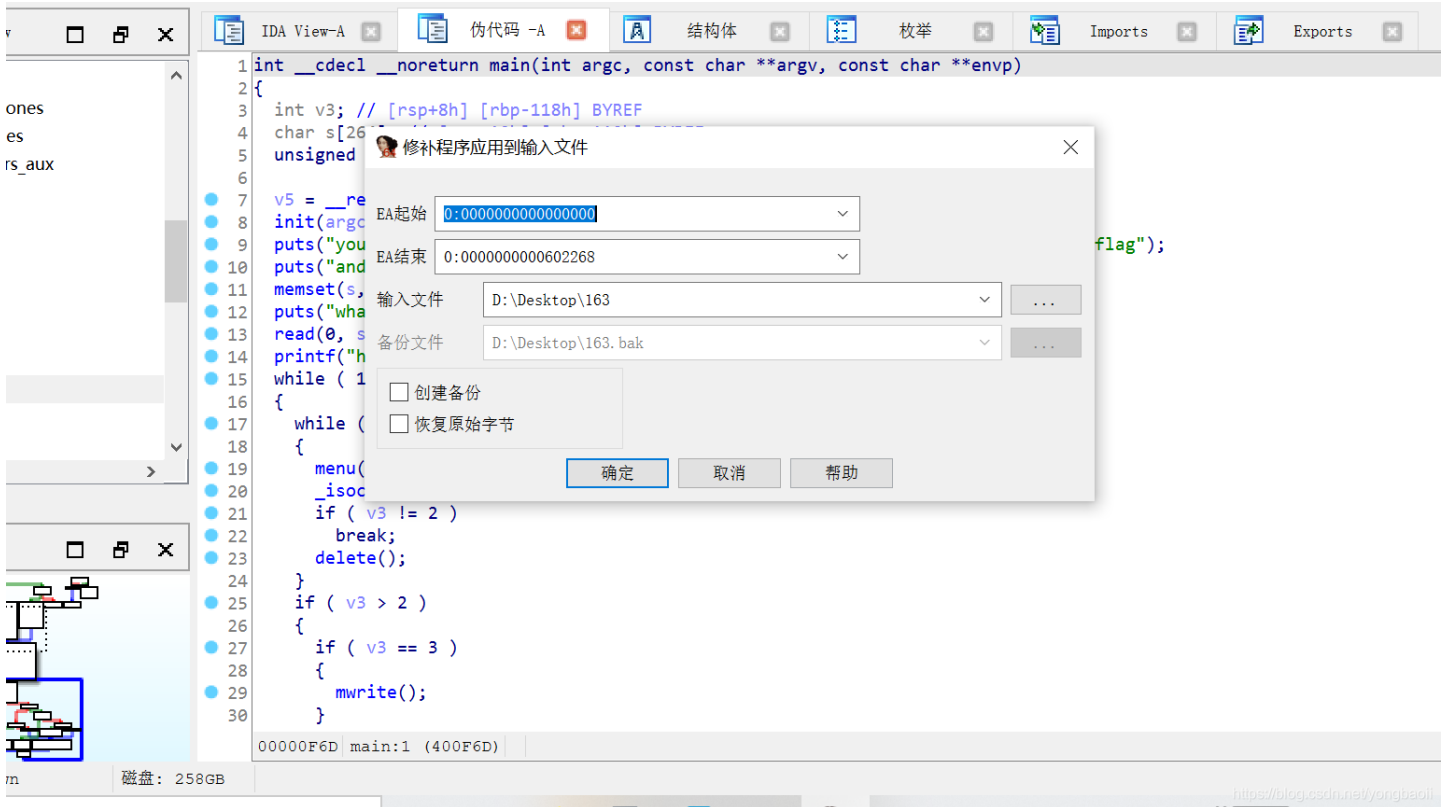 IDA View-A 伪代码 -A 结构体 枚举 Imports Exports
ones
es
rs_aux
1 int __cdecl __noreturn main(int argc, const char **argv, const char **envp)
2 {
3 int v3; // [rsp+8h] [rbp-118h] BYREF
4 char s[26
5 unsigned
6
7 v5 = __re
8 init(argc
9 puts("you flag");
10 puts("and
11 memset(s,
12 puts("wha
13 read(0, s
14 printf("h
15 while ( 1
16 {
17 while (
18 {
19 menu(
20 _isoc
21 if ( v3 != 2 )
22 break;
23 delete();
24 }
25 if ( v3 > 2 )
26 {
27 if ( v3 == 3 )
28 {
29 mwrite();
30 }
修补程序应用到输入文件
EA起始 0:0000000000000000
EA结束 0:0000000000602268
输入文件 D:\Desktop\163 ...
备份文件 D:\Desktop\163.bak ...
创建备份
恢复原始字节
确定 取消 帮助
00000F6D main:1 (400F6D)
wn 磁盘: 258GB
https://blog.csdn.net/yongbaoii